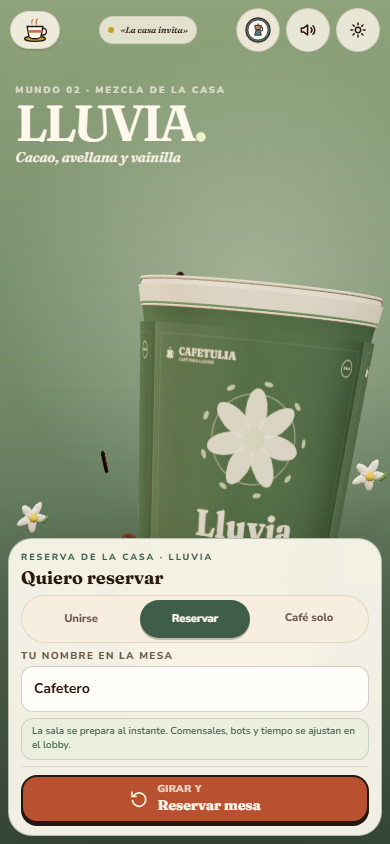 «La casa invita»
MUNDO 02 · MEZCLA DE LA CASA
LLUVIA.
Cacao, avellana y vainilla
CAFETULIA
Lluvia
RESERVA DE LA CASA · LLUVIA
Quiero reservar
Unirse
Reservar
Café solo
TU NOMBRE EN LA MESA
Cafetero
La sala se prepara al instante. Comensales, bots y tiempo se ajustan en
el lobby.
GIRAR Y
Reservar mesa